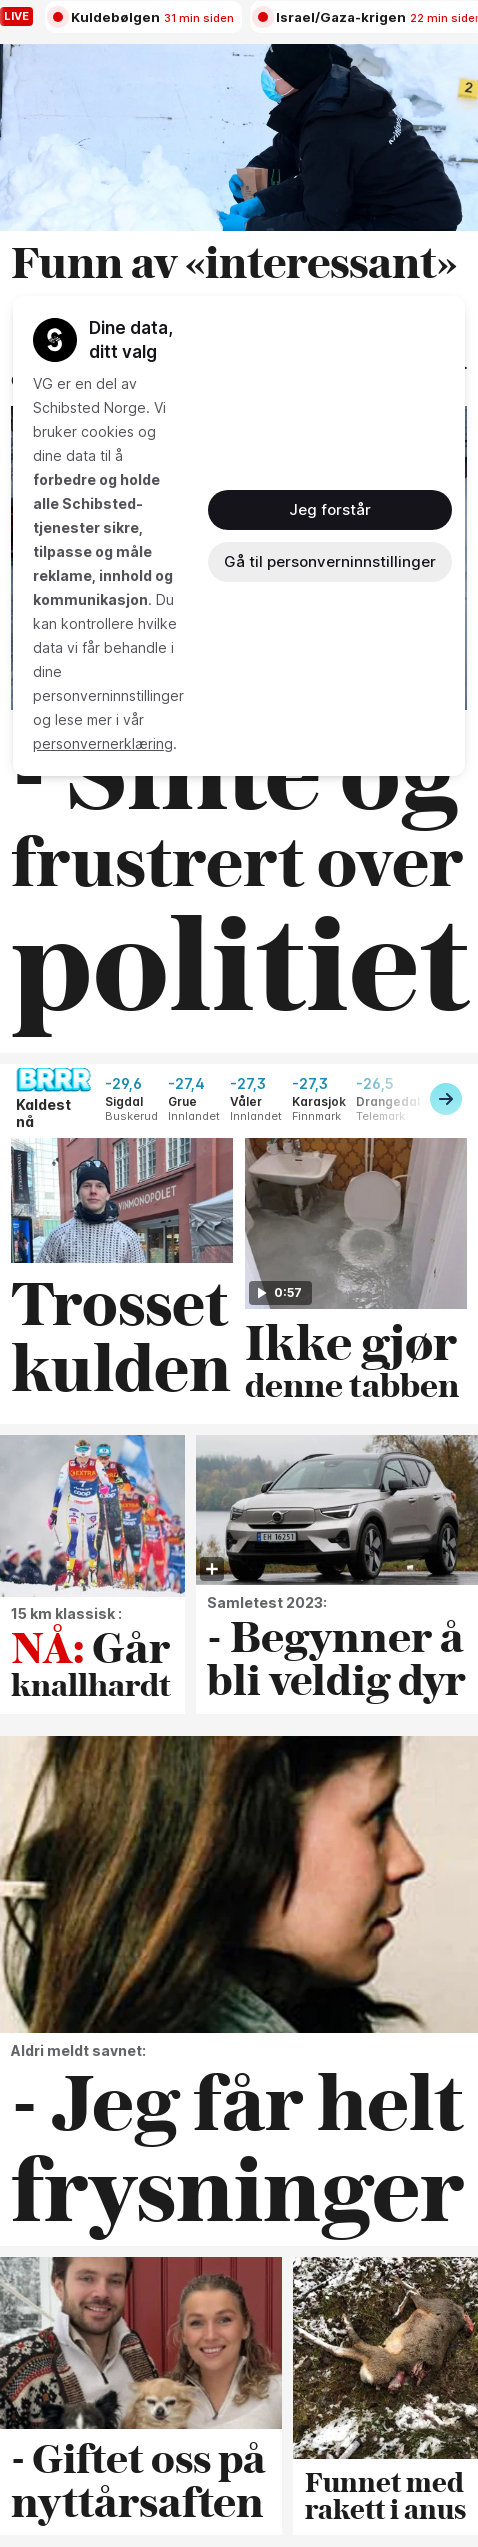 LIVE
Kuldebølgen 31 min siden
Israel/Gaza-krigen 22 min siden
2
Funn av «interessant»
Dine data,
ditt valg
VG er en del av
Schibsted Norge. Vi
bruker cookies og
dine data til å
forbedre og holde
alle Schibsted-
tjenester sikre,
tilpasse og måle
reklame, innhold og
kommunikasjon. Du
kan kontrollere hvilke
data vi får behandle i
dine
personverninnstillinger
og lese mer i vår
personvernerklæring.
Jeg forstår
Gå til personverninnstillinger
- Sinte og
frustrert over
politiet
BRRR
Kaldest
nå
-29,6
Sigdal
Buskerud
-27,4
Grue
Innlandet
-27,3
Våler
Innlandet
-27,3
Karasjok
Finnmark
-26,5
Drangedal
Telemark
VINMONOPOLET
Trosset
kulden
0:57
Ikke gjør
denne tabben
EXTRA
7
coop
15 km klassisk :
NÅ: Går
knallhardt
EH 16251
Samletest 2023:
- Begynner å
bli veldig dyr
Aldri meldt savnet:
- Jeg får helt
frysninger
- Giftet oss på
nyttårsaften
Funnet med
rakett i anus